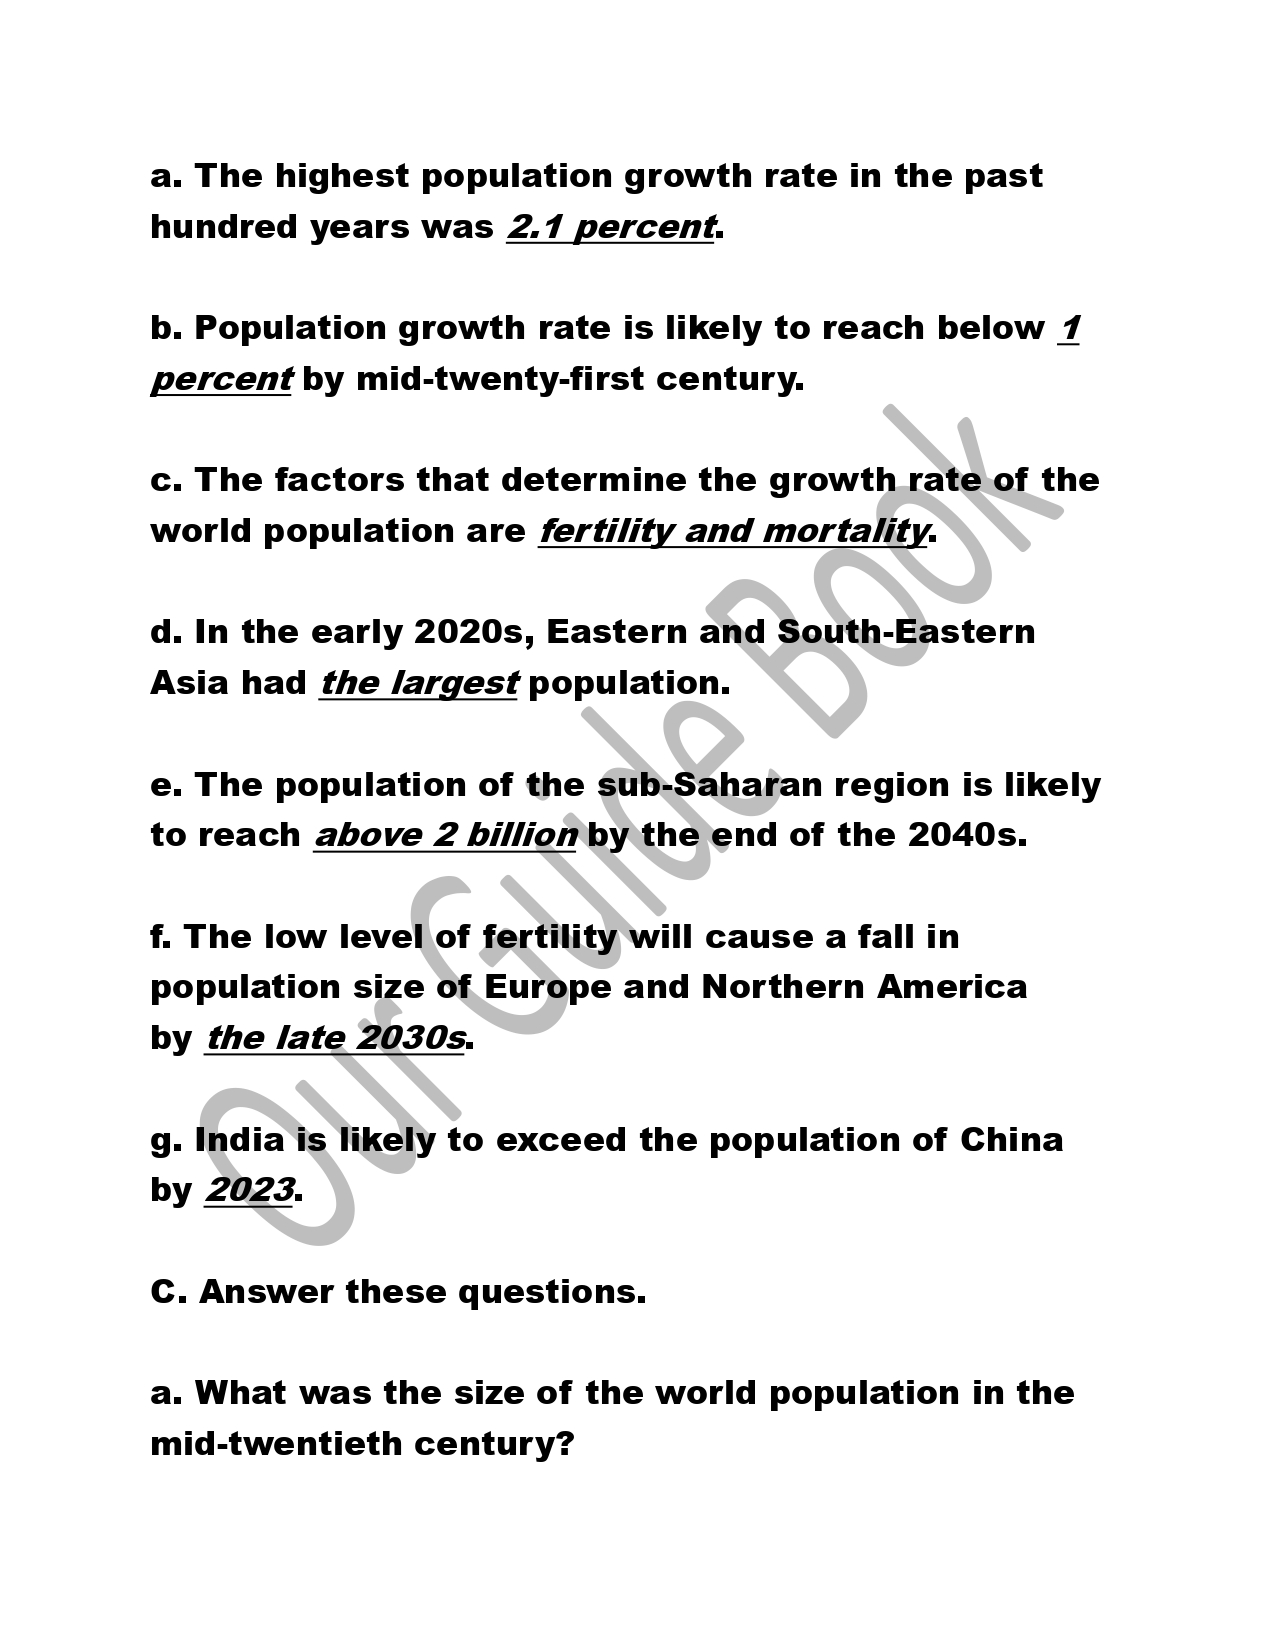 a. The highest population growth rate in the past
hundred years was 2.1 percent.
b. Population growth rate is likely to reach below 1
percent by mid-twenty-first century.
c. The factors that determine the growth rate of the
world population are fertility and mortality.
d. In the early 2020s, Eastern and South-Eastern
Asia had the largest population.
e. The population of the sub-Saharan region is likely
to reach above 2 billion by the end of the 2040s.
f. The low level of fertility will cause a fall in
population size of Europe and Northern America
by the late 2030s.
g. India is likely to exceed the population of China
by 2023.
C. Answer these questions.
a. What was the size of the world population in the
mid-twentieth century?
Our Guide Book